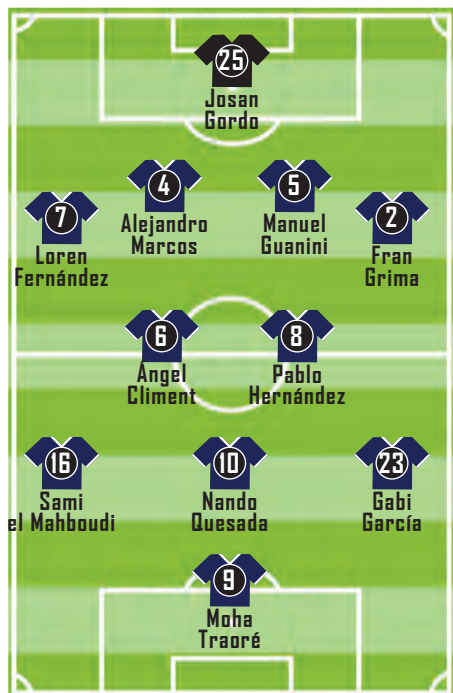 25
Josan
Gordo
4
Alejandro
Marcos
5
Manuel
Guanini
7
Loren
Fernández
2
Fran
Grima
6
Ángel
Climent
8
Pablo
Hernández
16
Sami
el Mahboudi
10
Nando
Quesada
23
Gabi
García
9
Moha
Traoré